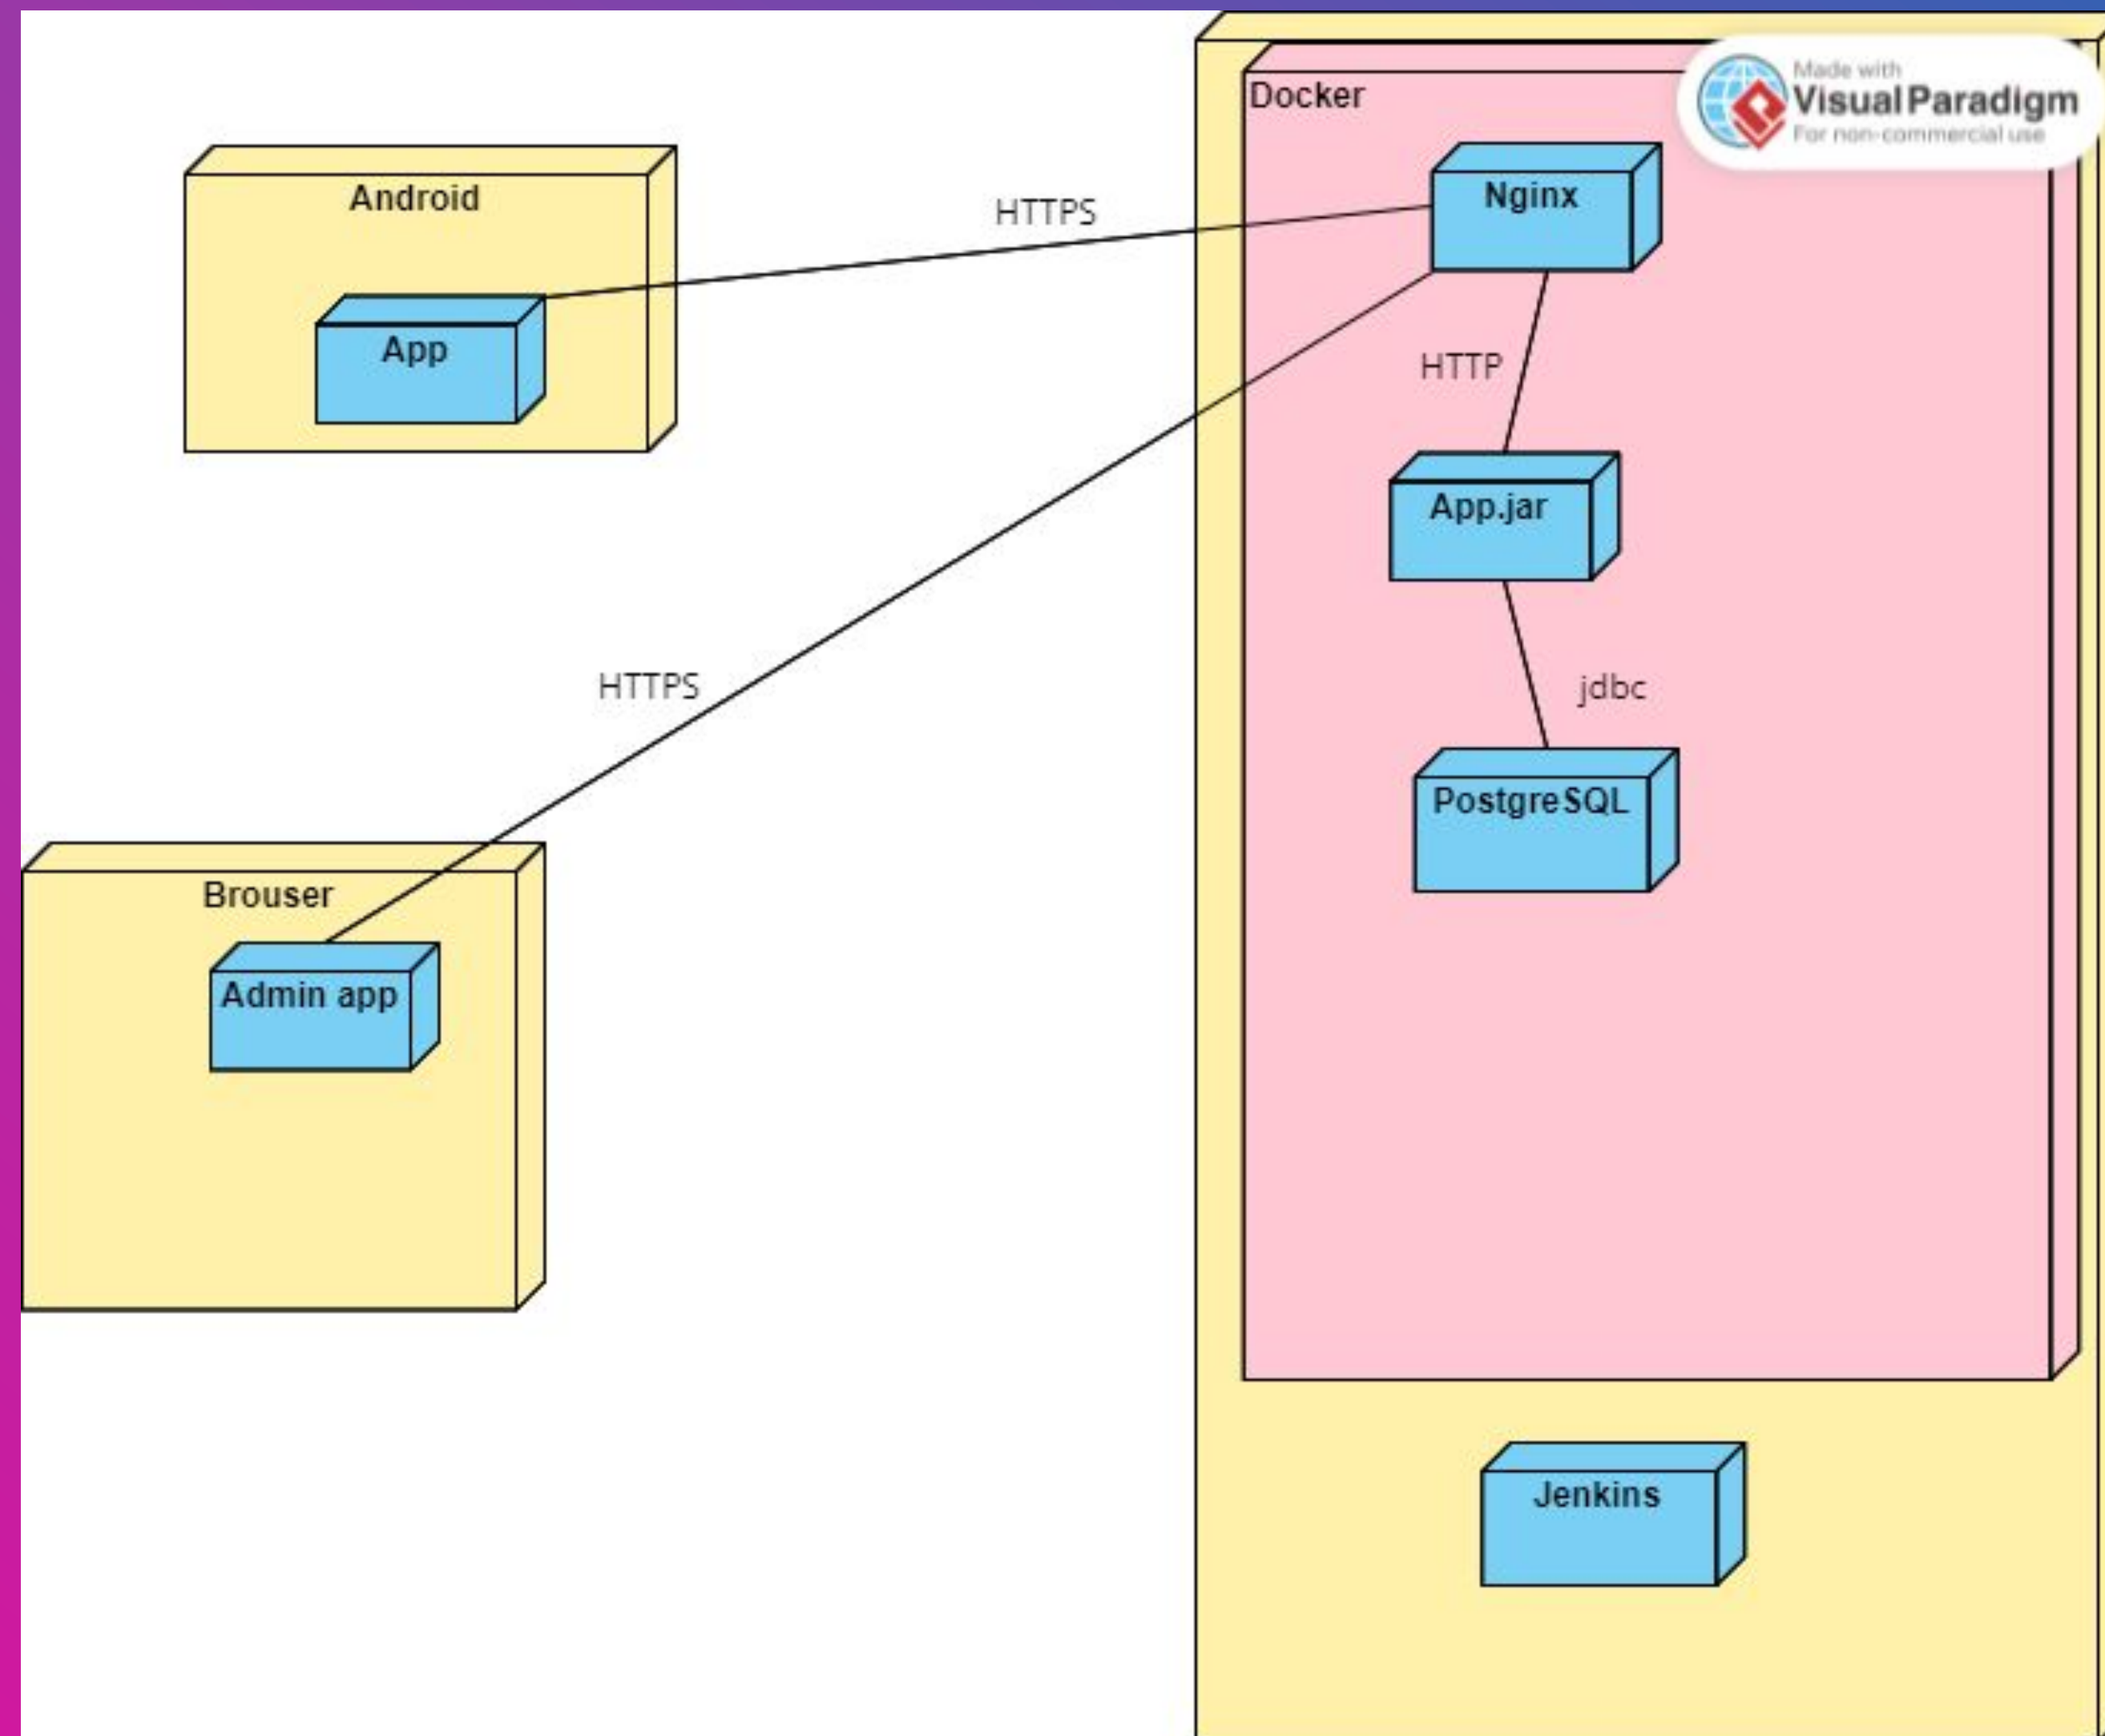 Docker
Made with
Visual Paradigm
For non-commercial use
Android
Nginx
HTTPS
App
HTTP
App.jar
HTTPS
jdbc
PostgreSQL
Brouser
Admin app
Jenkins